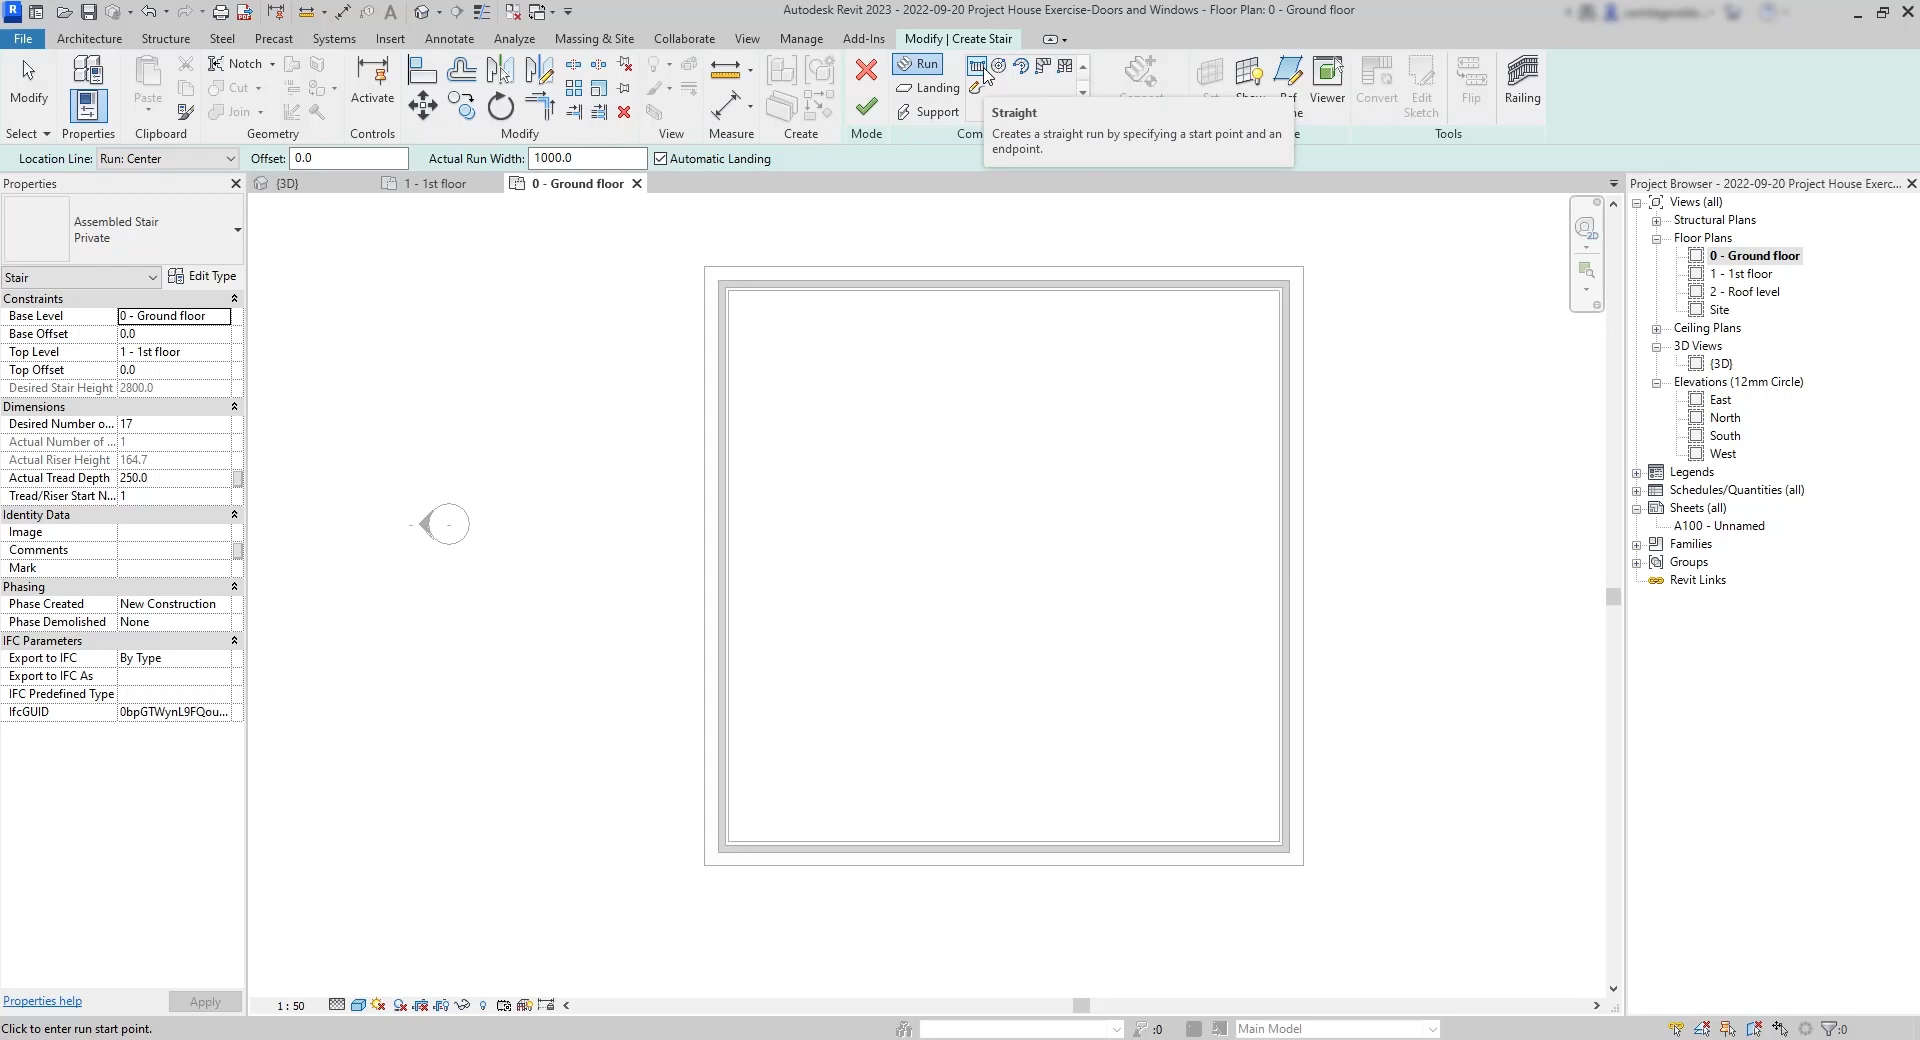 Autodesk Revit 2023 - 2022-09-20 Project House Exercise-Doors and Windows - Floor Plan: 0 - Ground floor
File Architecture Structure Steel Precast Systems Insert Annotate Analyze Massing & Site Collaborate View Manage Add-Ins Modify | Create Stair
Modify Paste Notch Cut Join Activate Run Landing Support Viewer Convert Edit Sketch Flip Railing
Select Properties Clipboard Geometry Controls Modify View Measure Create Mode Tools
Straight
Creates a straight run by specifying a start point and an
endpoint.
Location Line: Run: Center Offset: 0.0 Actual Run Width: 1000.0 Automatic Landing
Properties
{3D} 1 - 1st floor 0 - Ground floor
Project Browser - 2022-09-20 Project House Exerc...
Assembled Stair
Private
Stair Edit Type
Constraints
Base Level 0 - Ground floor
Base Offset 0.0
Top Level 1 - 1st floor
Top Offset 0.0
Desired Stair Height 2800.0
Dimensions
Desired Number o... 17
Actual Number of ... 1
Actual Riser Height 164.7
Actual Tread Depth 250.0
Tread/Riser Start N... 1
Identity Data
Image
Comments
Mark
Phasing
Phase Created New Construction
Phase Demolished None
IFC Parameters
Export to IFC By Type
Export to IFC As
IFC Predefined Type
IfcGUID 0bpGTWynL9FQou...
Properties help Apply
2D
Views (all)
Structural Plans
Floor Plans
0 - Ground floor
1 - 1st floor
2 - Roof level
Site
Ceiling Plans
3D Views
{3D}
Elevations (12mm Circle)
East
North
South
West
Legends
Schedules/Quantities (all)
Sheets (all)
A100 - Unnamed
Families
Groups
Revit Links
1 : 50
Click to enter run start point.
:0
Main Model
:0